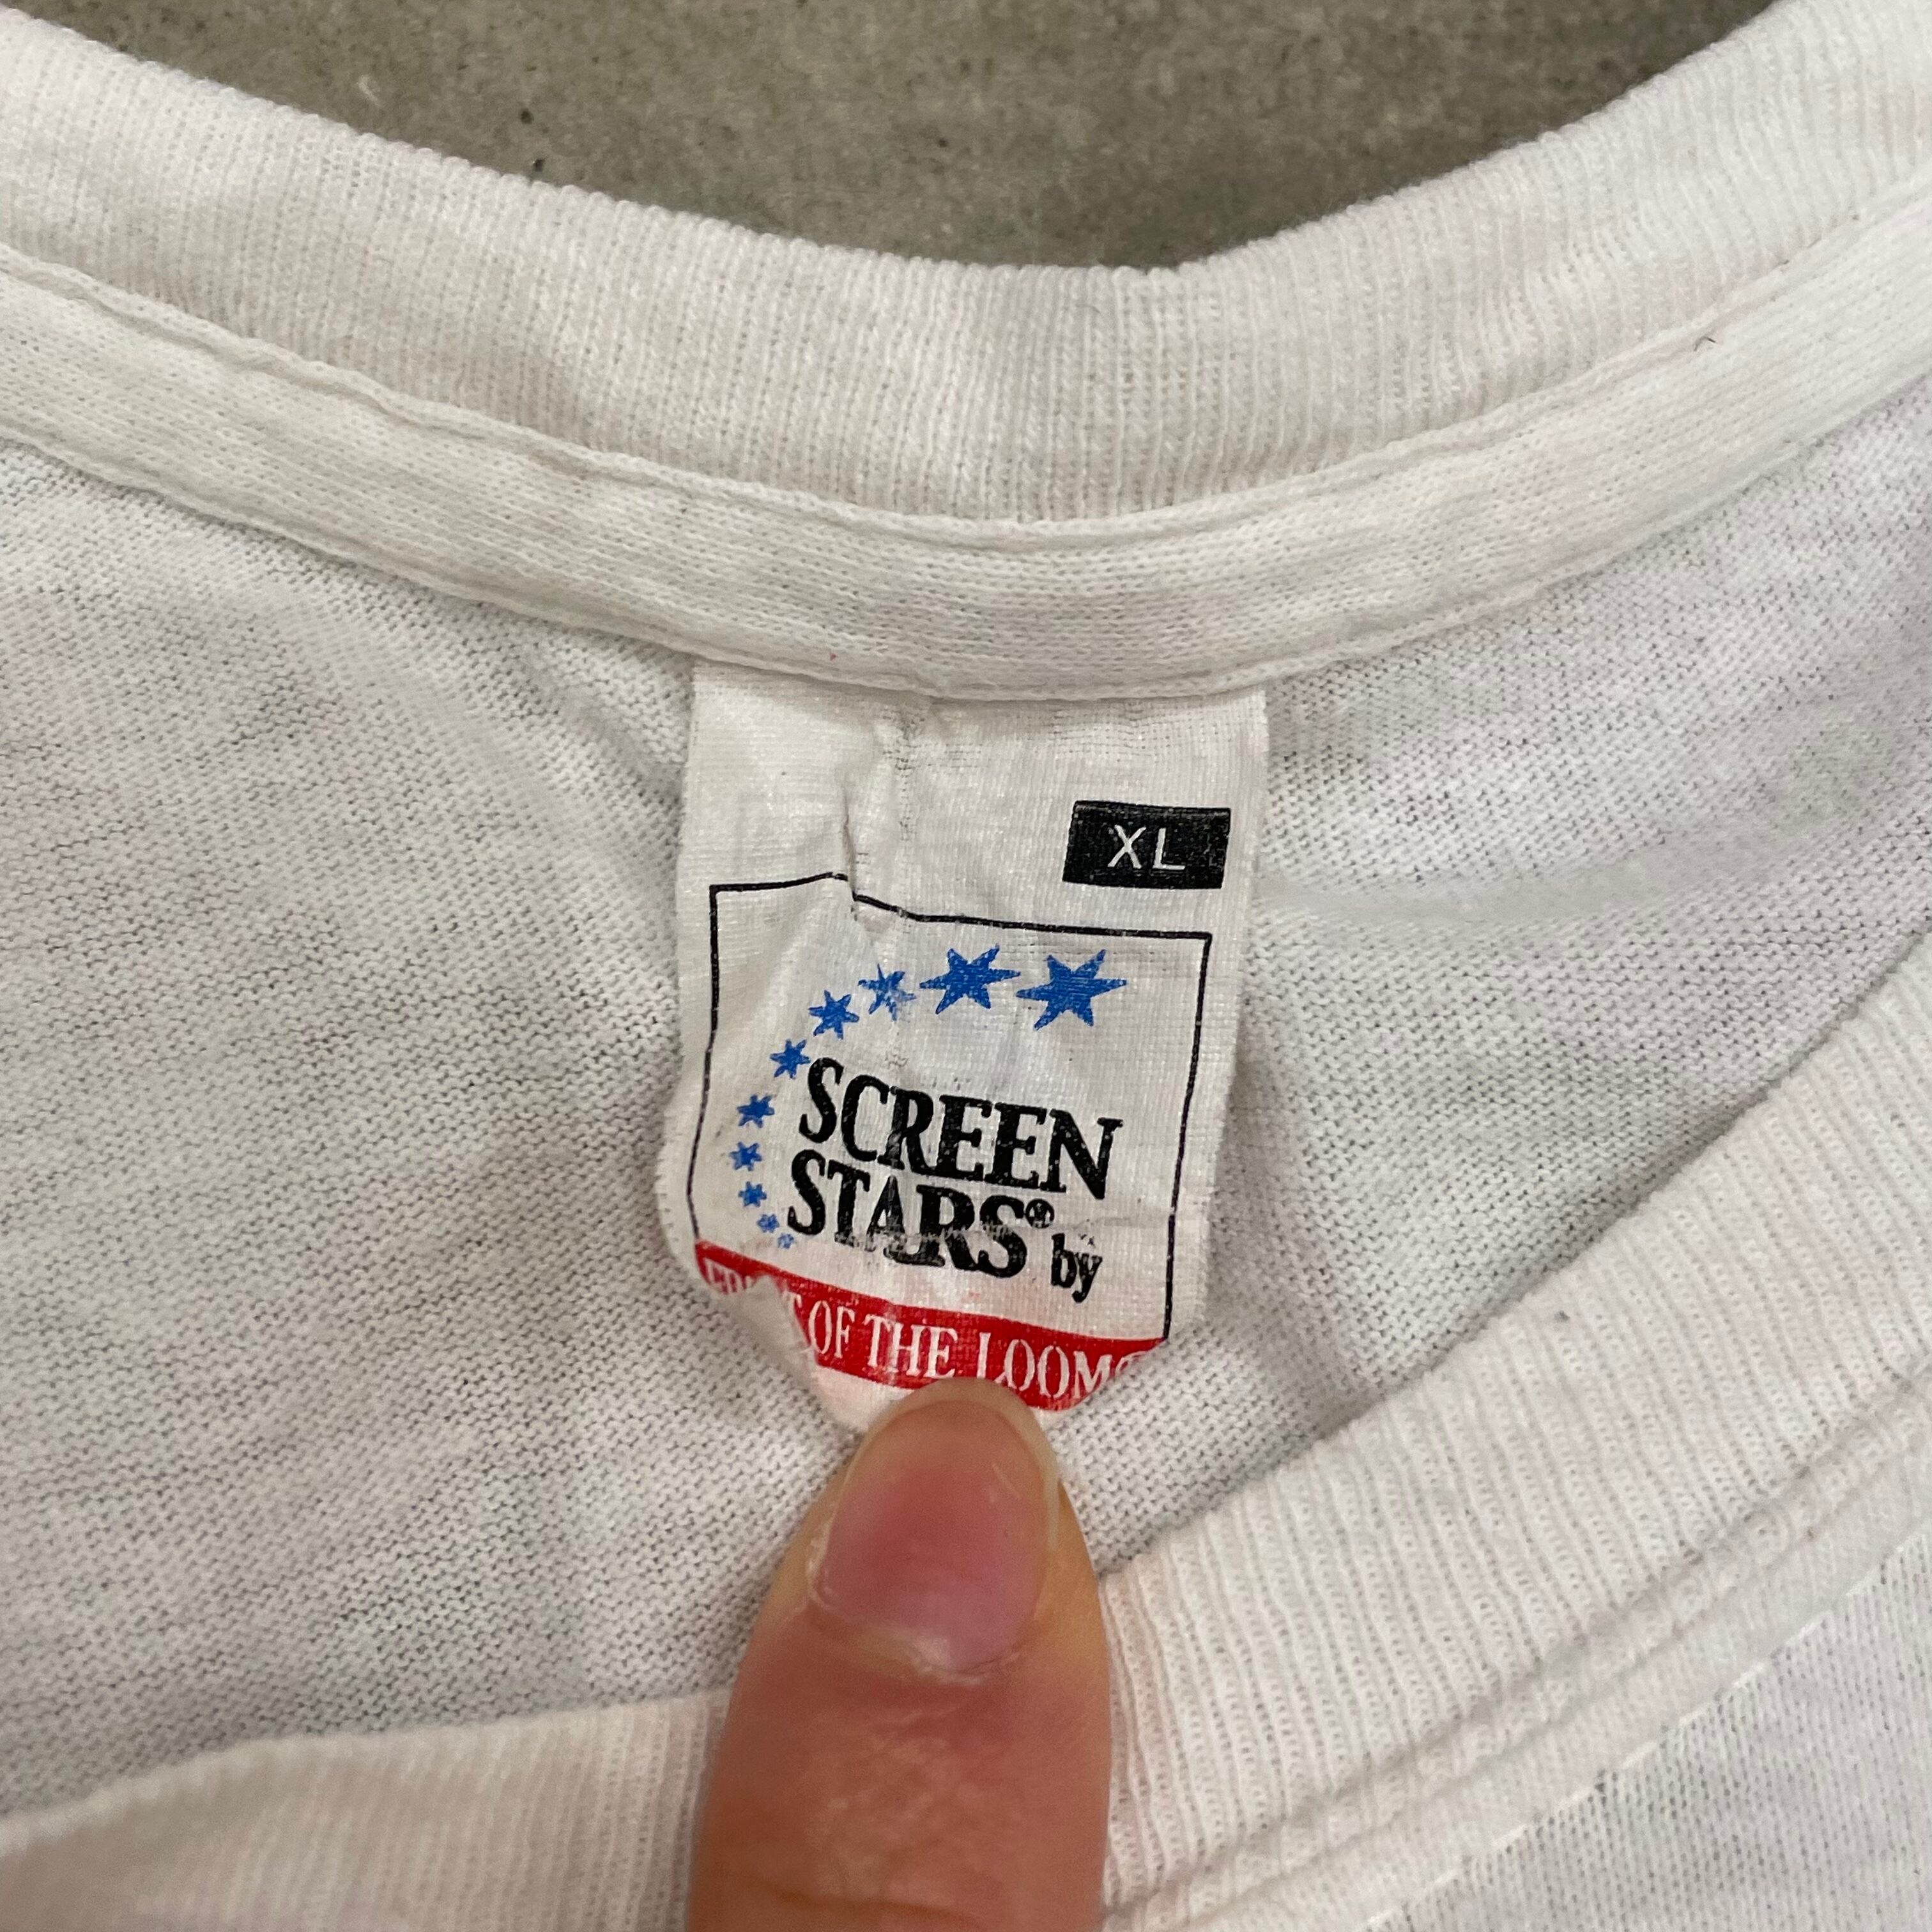 XL
SCREEN
STARS® by
OF THE LOOM®